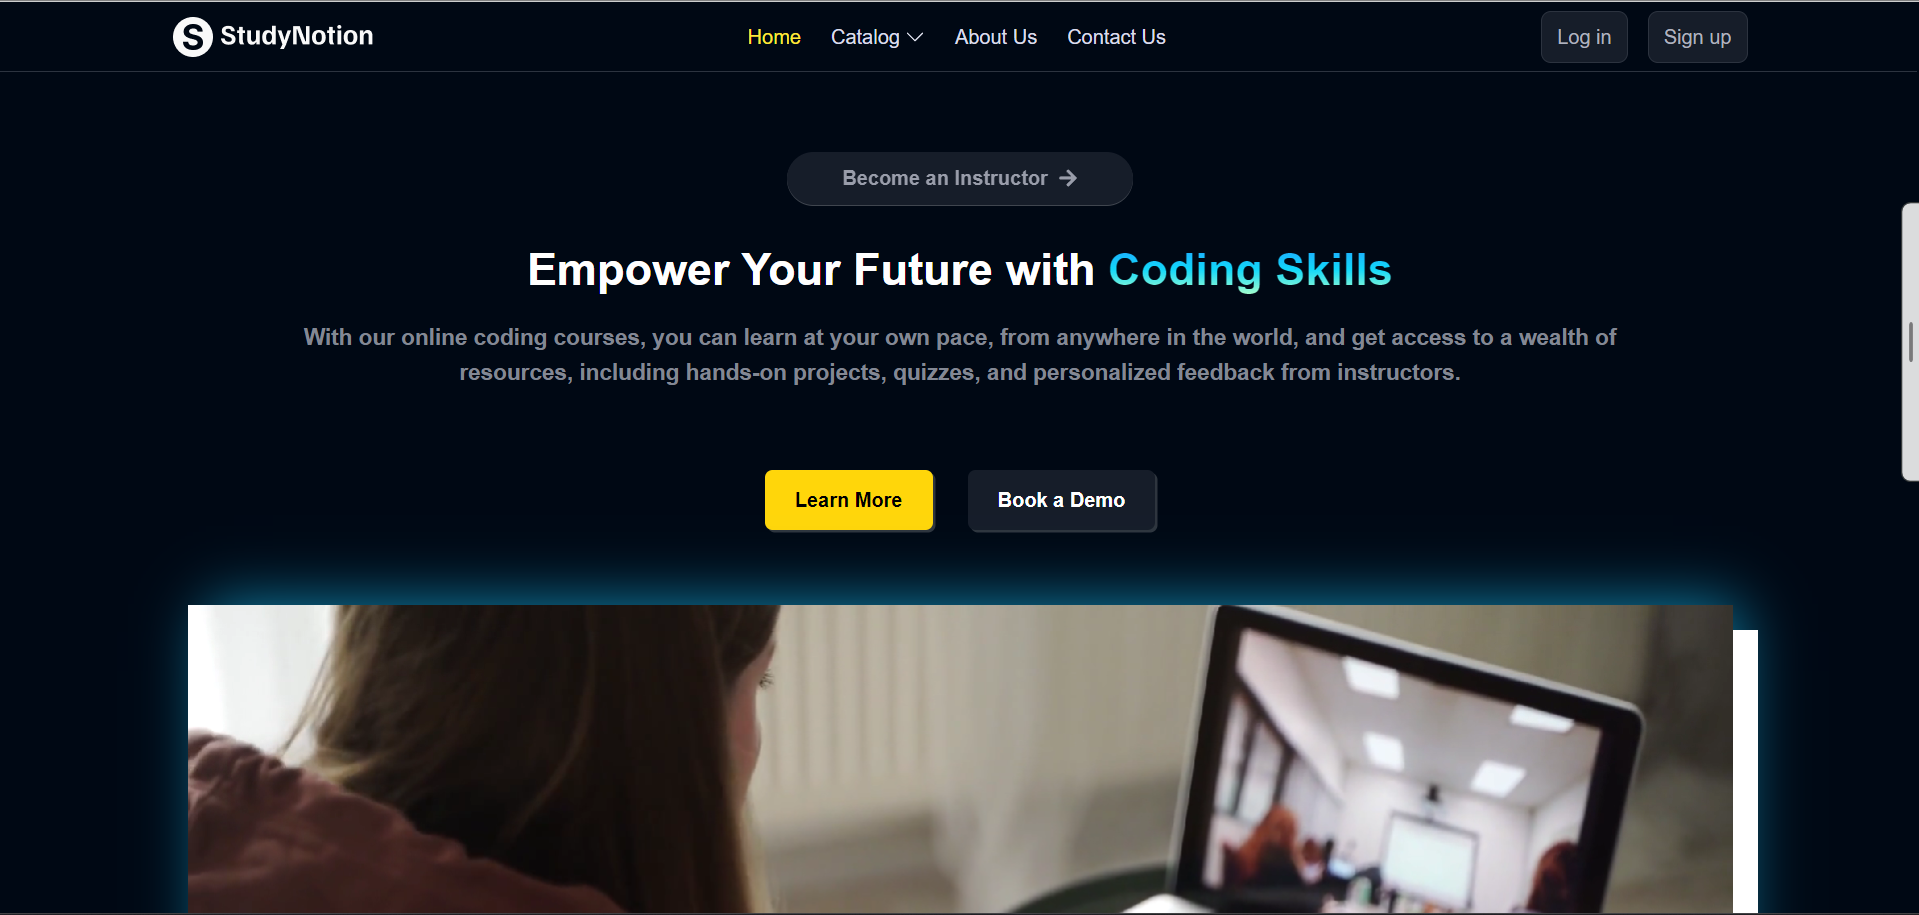 S StudyNotion
Home Catalog About Us Contact Us
Log in Sign up
Become an Instructor
Empower Your Future with Coding Skills
With our online coding courses, you can learn at your own pace, from anywhere in the world, and get access to a wealth of
resources, including hands-on projects, quizzes, and personalized feedback from instructors.
Learn More Book a Demo